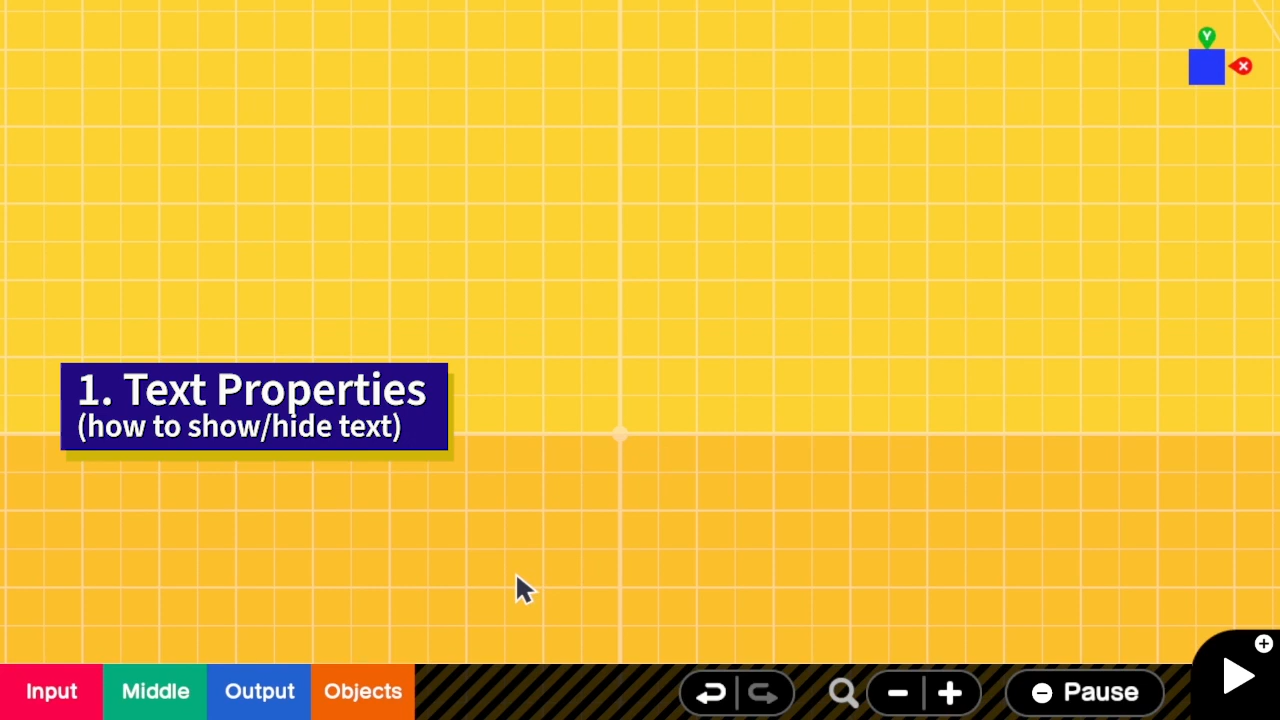 Y
X
1. Text Properties
(how to show/hide text)
Input
Middle
Output
Objects
Pause